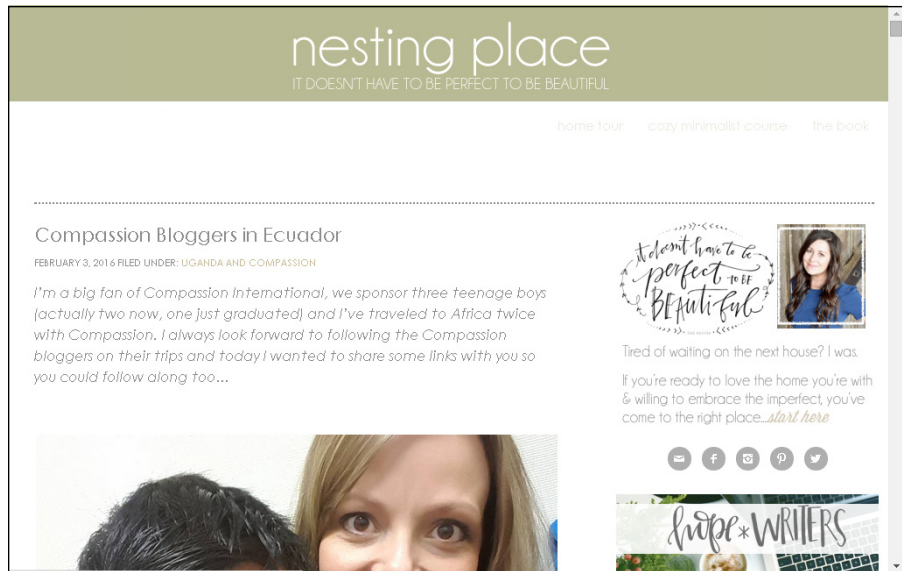 nesting place
IT DOESN'T HAVE TO BE PERFECT TO BE BEAUTIFUL
home tour cozy minimalist course the book
Compassion Bloggers in Ecuador
FEBRUARY 3, 2016 FILED UNDER: UGANDA AND COMPASSION
I'm a big fan of Compassion International, we sponsor three teenage boys
(actually two now, one just graduated) and I've traveled to Africa twice
with Compassion. I always look forward to following the Compassion
bloggers on their trips and today I wanted to share some links with you so
you could follow along too...
it doesn't have to be
perfect to BE
BEAUTIFUL
Tired of waiting on the next house? I was.
If you're ready to love the home you're with
& willing to embrace the imperfect, you've
come to the right place...start here
hope*WRITERS